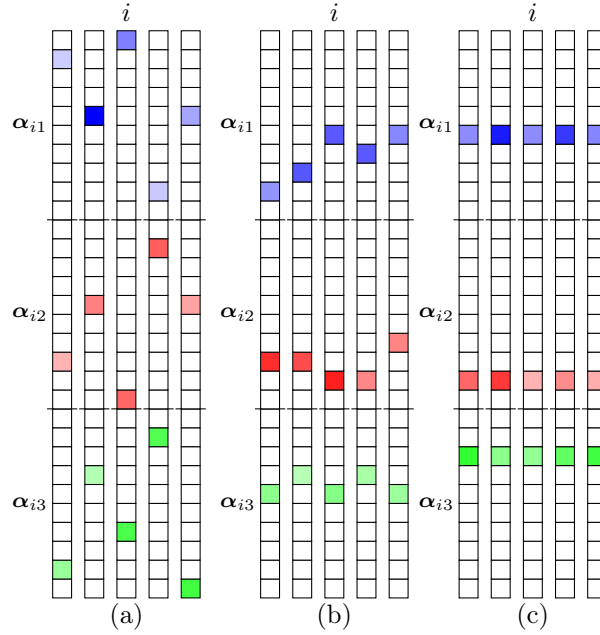 i i i
α_{i1} α_{i1} α_{i1}
α_{i2} α_{i2} α_{i2}
α_{i3} α_{i3} α_{i3}
(a) (b) (c)